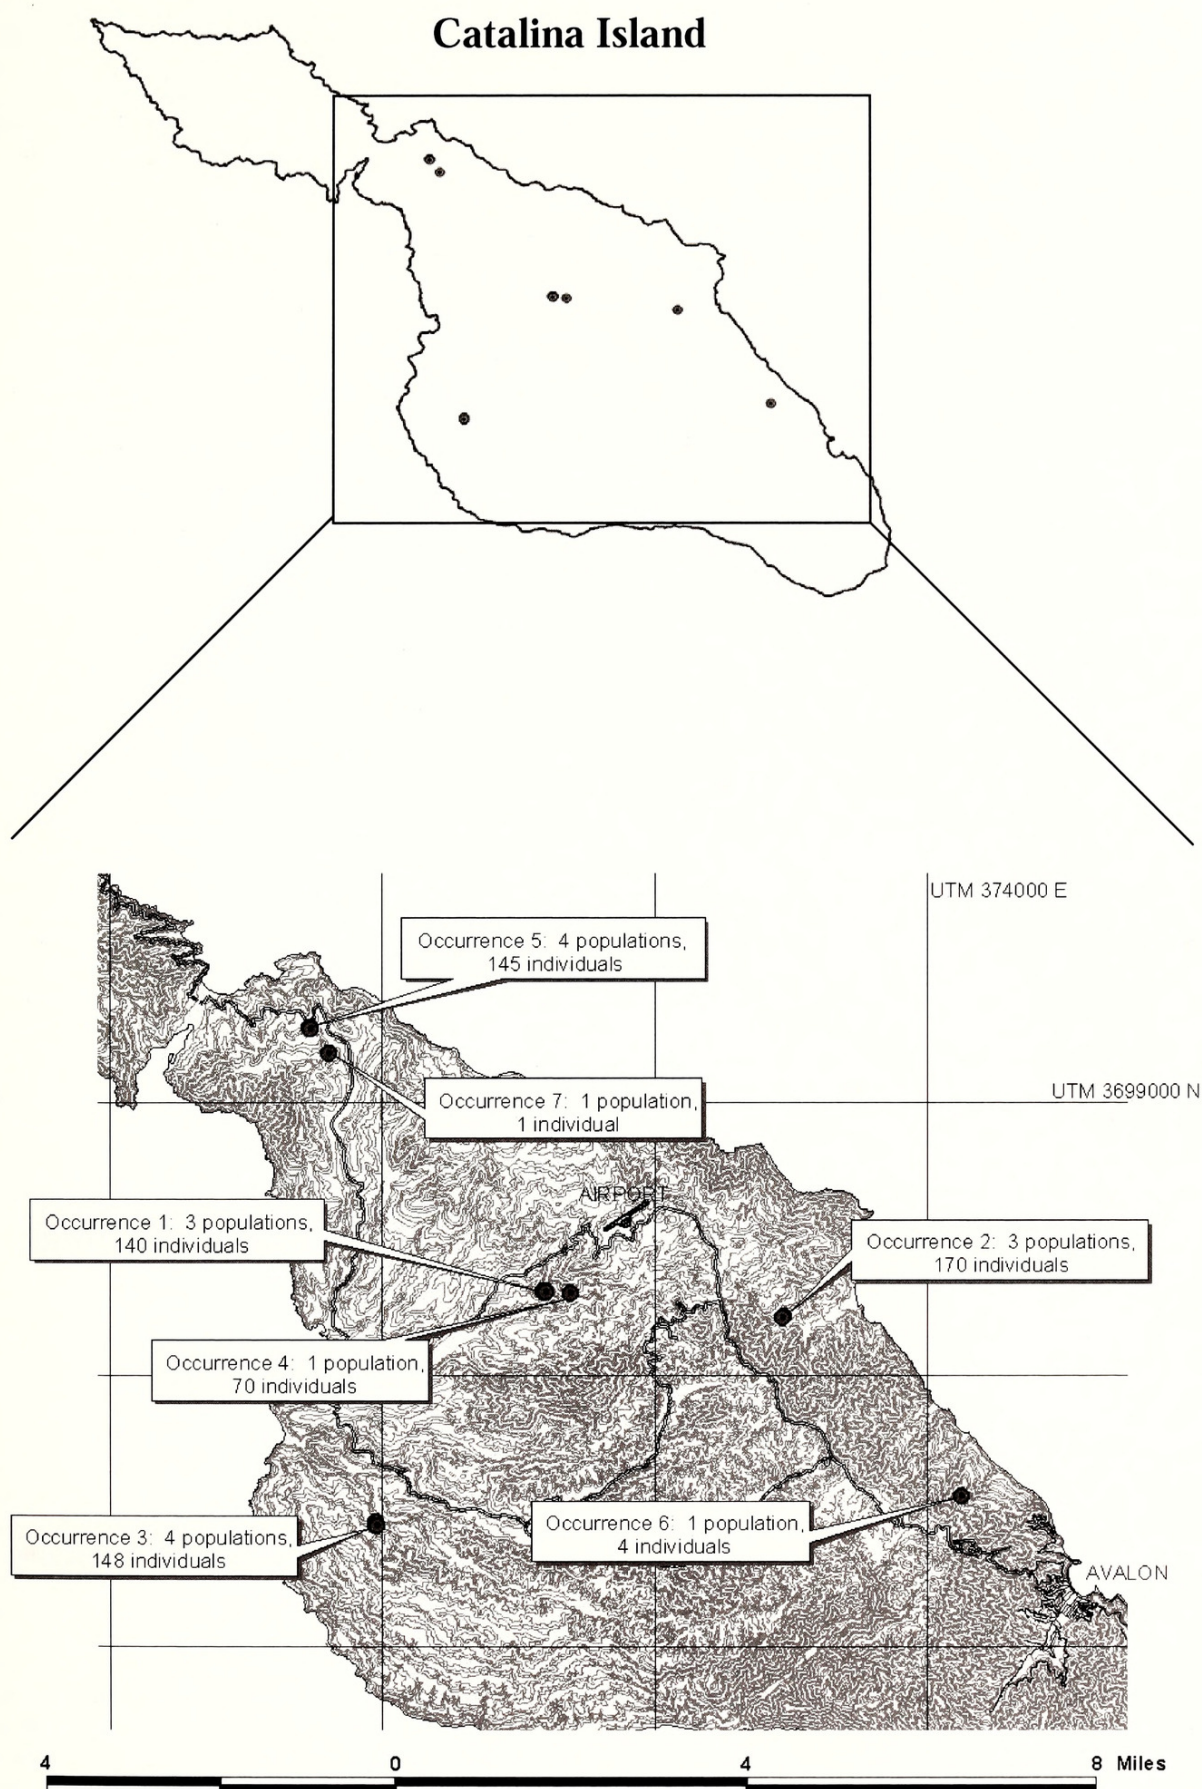 Catalina Island
UTM 374000 E
Occurrence 5: 4 populations,
145 individuals
UTM 3699000 N
Occurrence 7: 1 population,
1 individual
AIRPORT
Occurrence 1: 3 populations,
140 individuals
Occurrence 2: 3 populations,
170 individuals
Occurrence 4: 1 population,
70 individuals
Occurrence 6: 1 population,
4 individuals
Occurrence 3: 4 populations,
148 individuals
AVALON
4 0 4 8 Miles